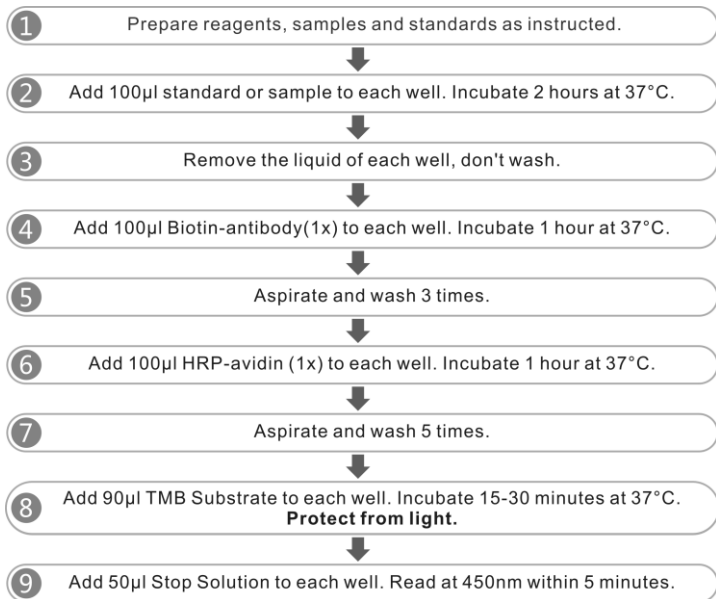 1 Prepare reagents, samples and standards as instructed.
2 Add 100μl standard or sample to each well. Incubate 2 hours at 37°C.
3 Remove the liquid of each well, don't wash.
4 Add 100μl Biotin-antibody(1x) to each well. Incubate 1 hour at 37°C.
5 Aspirate and wash 3 times.
6 Add 100μl HRP-avidin (1x) to each well. Incubate 1 hour at 37°C.
7 Aspirate and wash 5 times.
8 Add 90μl TMB Substrate to each well. Incubate 15-30 minutes at 37°C.
Protect from light.
9 Add 50μl Stop Solution to each well. Read at 450nm within 5 minutes.